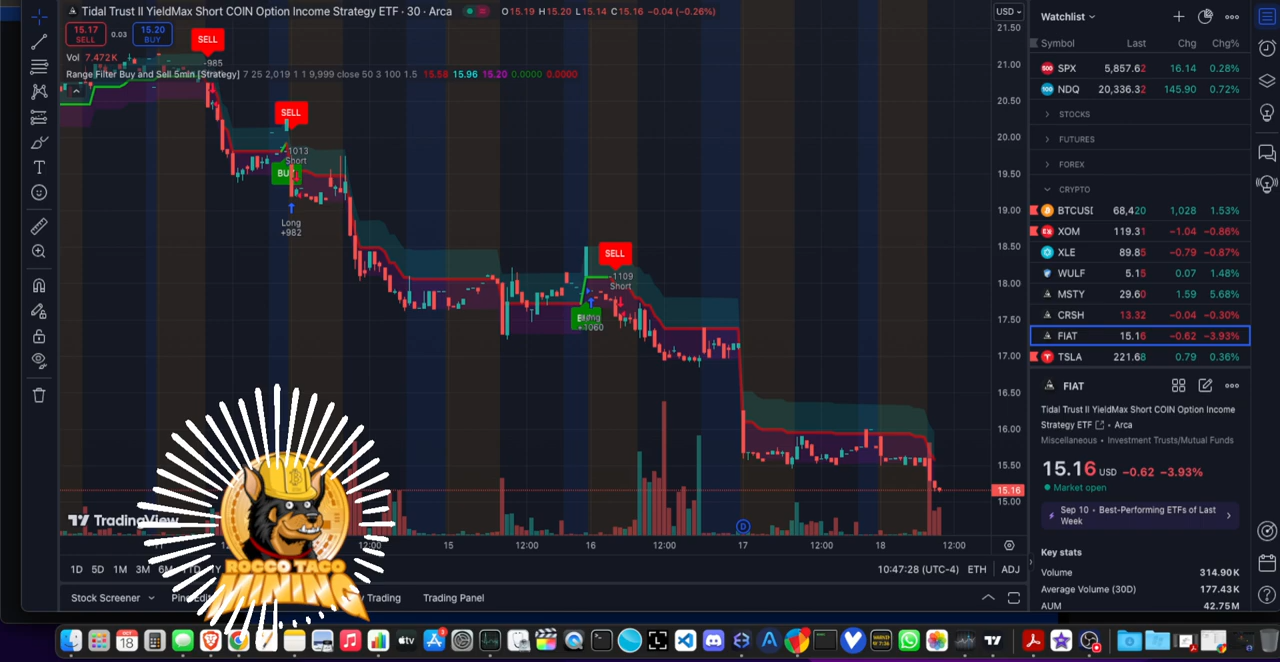 Tidal Trust II YieldMax Short COIN Option Income Strategy ETF · 30 · Arca
O15.19 H15.20 L15.14 C15.16 −0.04 (−0.26%)
15.17
SELL
0.03
15.20
BUY
Vol 7.472K
Range Filter Buy and Sell 5min [Strategy] 7 25 2,019 1 1 9,999 close 50 3 100 1.5 15.58 15.96 15.20 0.0000 0.0000
SELL
-985
SELL
-1013
Short
BU
Long
+982
SELL
-1109
Short
+1060
D
TradingView
15
12:00
16
12:00
17
12:00
18
12:00
USD
21.50
21.00
20.50
20.00
19.50
19.00
18.50
18.00
17.50
17.00
16.50
16.00
15.50
15.16
15.00
1D 5D 1M 3M
10:47:28 (UTC-4) ETH ADJ
Stock Screener
Trading
Trading Panel
ROCCO TACO
MINING
Watchlist
Symbol Last Chg Chg%
SPX 5,857.62 16.14 0.28%
NDQ 20,336.32 145.90 0.72%
STOCKS
FUTURES
FOREX
CRYPTO
BTCUSI 68,420 1,028 1.53%
XOM 119.31 −1.04 −0.86%
XLE 89.85 −0.79 −0.87%
WULF 5.15 0.07 1.48%
MSTY 29.60 1.59 5.68%
CRSH 13.32 −0.04 −0.30%
FIAT 15.16 −0.62 −3.93%
TSLA 221.68 0.79 0.36%
FIAT
Tidal Trust II YieldMax Short COIN Option Income
Strategy ETF • Arca
Miscellaneous • Investment Trusts/Mutual Funds
15.16 USD −0.62 −3.93%
Market open
Sep 10 • Best-Performing ETFs of Last
Week
Key stats
Volume 314.90K
Average Volume (30D) 177.43K
AUM 42.75M
OCT
18
tv